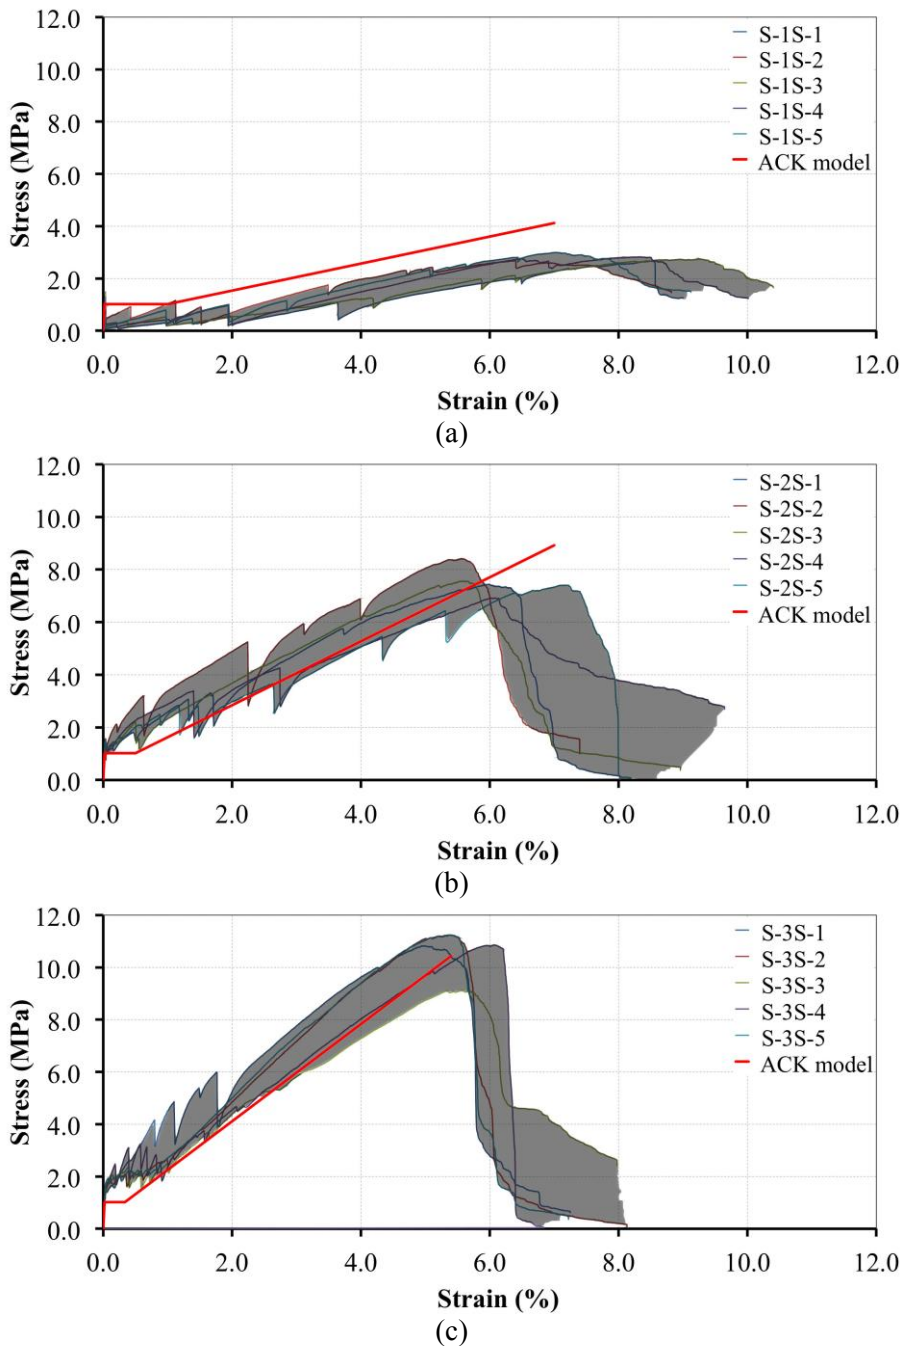 12.0
10.0
8.0
6.0
4.0
2.0
0.0
Stress (MPa)
S-1S-1
S-1S-2
S-1S-3
S-1S-4
S-1S-5
ACK model
0.0 2.0 4.0 6.0 8.0 10.0 12.0
Strain (%)
(a)
12.0
10.0
8.0
6.0
4.0
2.0
0.0
Stress (MPa)
S-2S-1
S-2S-2
S-2S-3
S-2S-4
S-2S-5
ACK model
0.0 2.0 4.0 6.0 8.0 10.0 12.0
Strain (%)
(b)
12.0
10.0
8.0
6.0
4.0
2.0
0.0
Stress (MPa)
S-3S-1
S-3S-2
S-3S-3
S-3S-4
S-3S-5
ACK model
0.0 2.0 4.0 6.0 8.0 10.0 12.0
Strain (%)
(c)